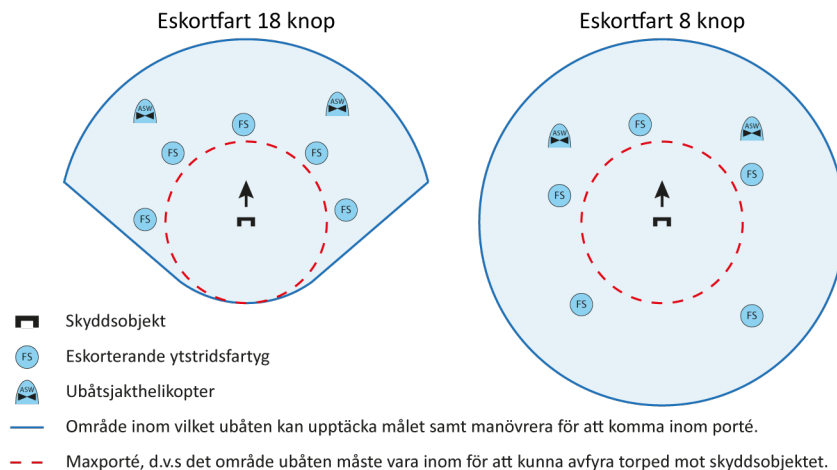 Eskortfart 18 knop
Eskortfart 8 knop
ASW
ASW
FS
FS
FS
FS
FS
ASW
ASW
FS
FS
FS
FS
FS
Skyddsobjekt
FS
Eskorterande ytstridsfartyg
ASW
Ubåtsjakthelikopter
Område inom vilket ubåten kan upptäcka målet samt manövrera för att komma inom porté.
Maxporté, d.v.s det område ubåten måste vara inom för att kunna avfyra torped mot skyddsobjektet.